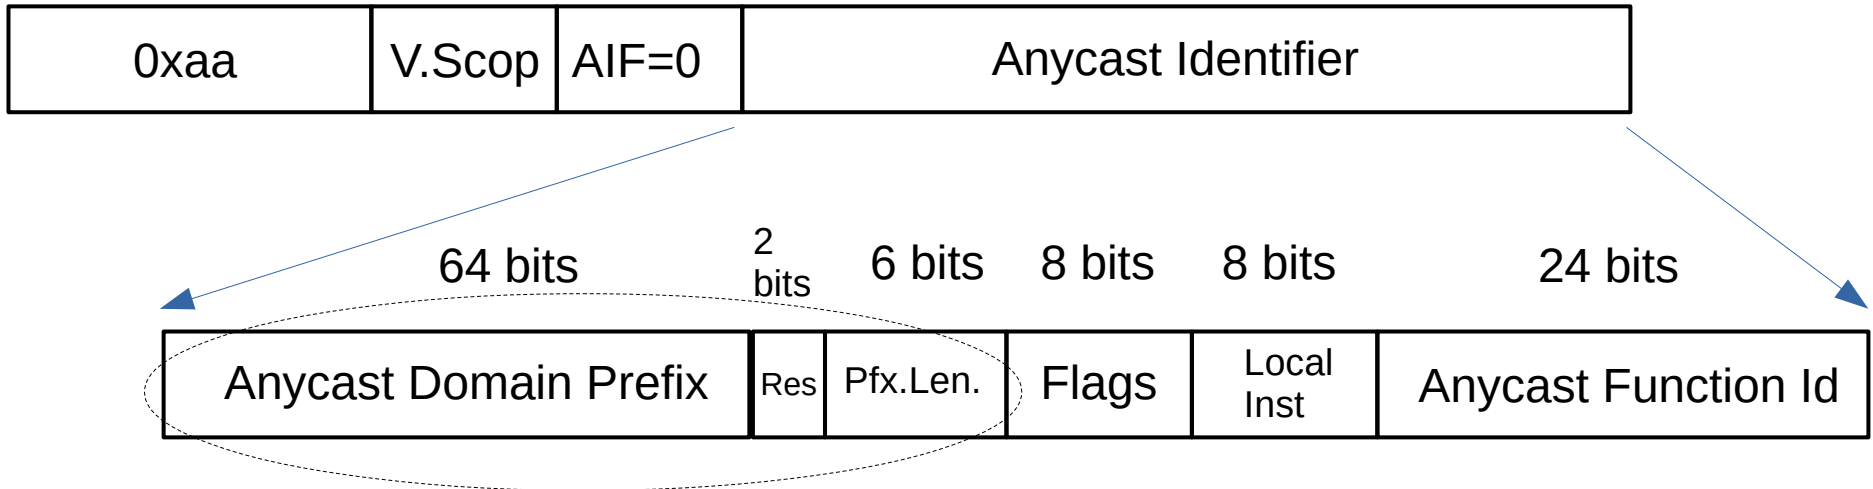 0xaa V.Scop AIF=0 Anycast Identifier
64 bits 2 bits 6 bits 8 bits 8 bits 24 bits
Anycast Domain Prefix Res Pfx.Len. Flags Local Inst Anycast Function Id